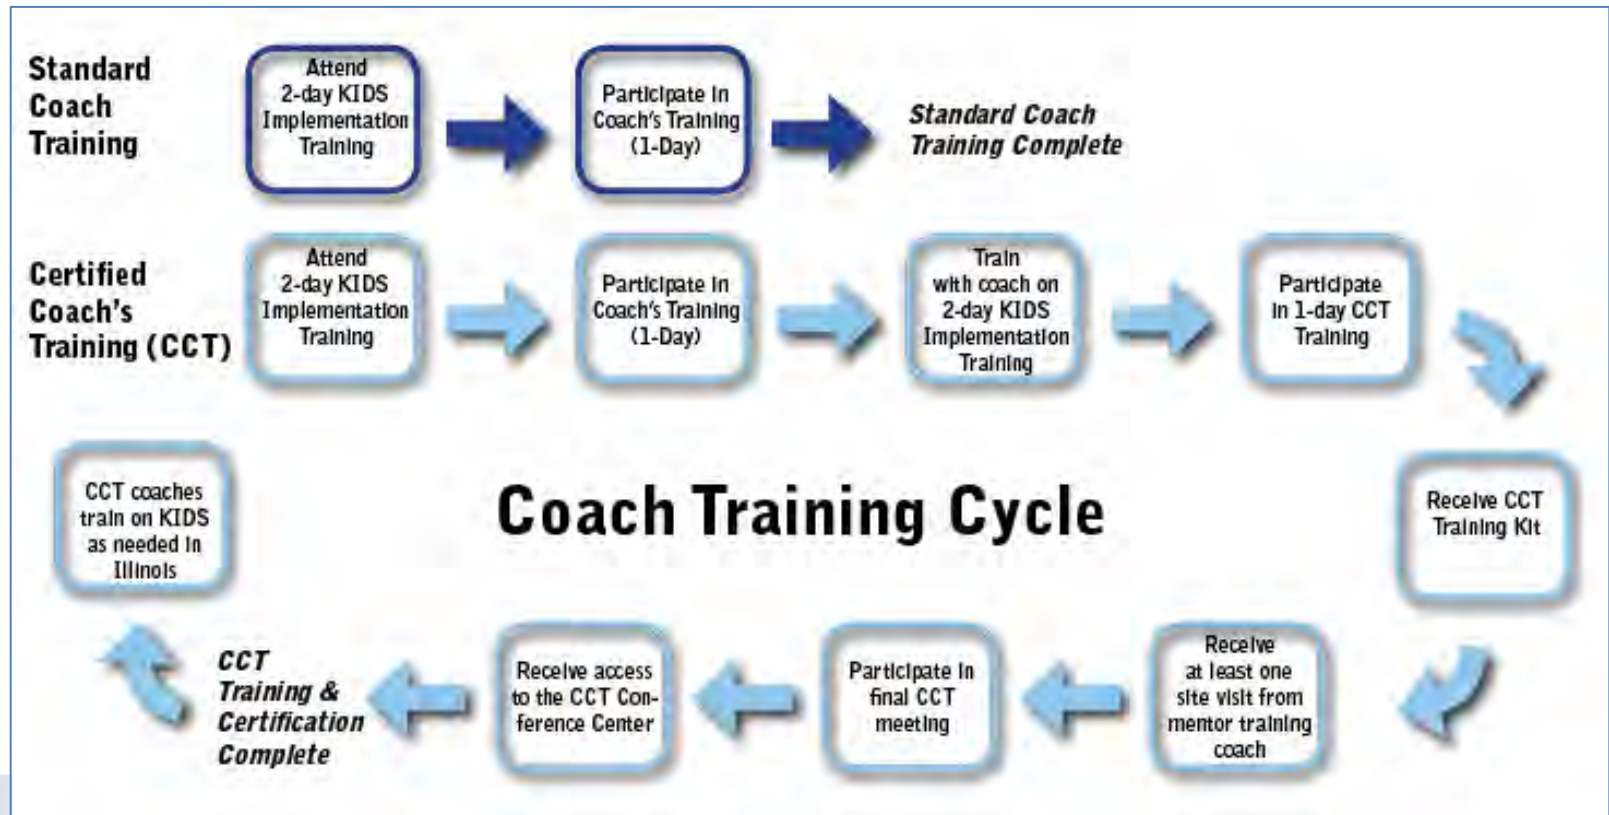 Standard
Coach
Training
Attend
2-day KIDS
Implementation
Training
Participate in
Coach's Training
(1-Day)
Standard Coach
Training Complete
Certified
Coach's
Training (CCT)
Attend
2-day KIDS
Implementation
Training
Participate in
Coach's Training
(1-Day)
Train
with coach on
2-day KIDS
Implementation
Training
Participate
in 1-day CCT
Training
Receive CCT
Training Kit
Coach Training Cycle
Receive
at least one
site visit from
mentor training
coach
Participate in
final CCT
meeting
Receive access
to the CCT Con-
ference Center
CCT
Training &
Certification
Complete
CCT coaches
train on KIDS
as needed in
Illinois